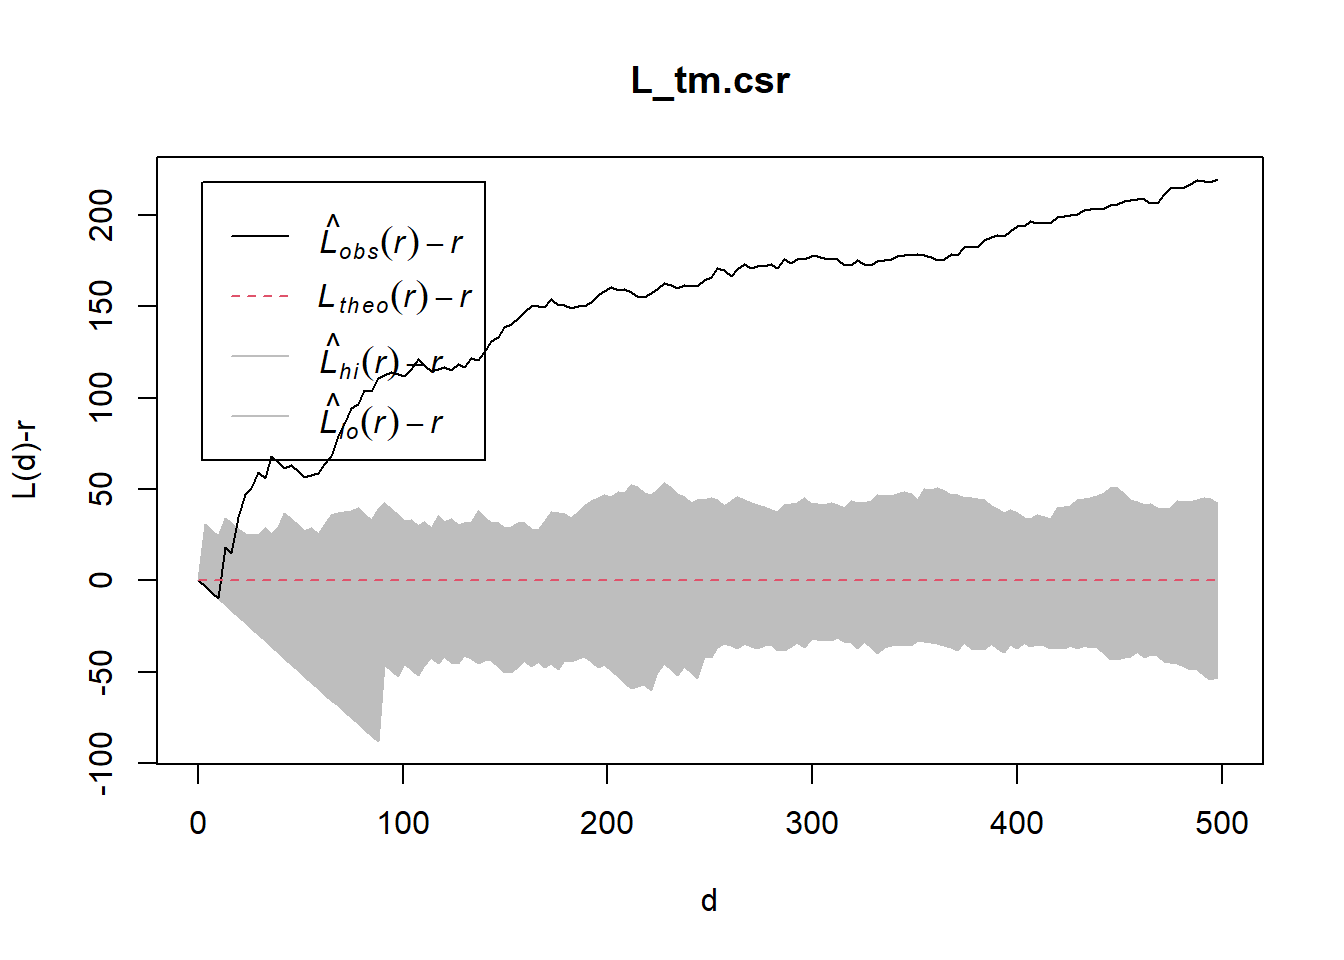 L_tm.csr
L(d)-r
200
150
100
50
0
-50
-100
L̂obs(r) – r
Ltheo(r) – r
L̂hi(r) – r
L̂lo(r) – r
0 100 200 300 400 500
d